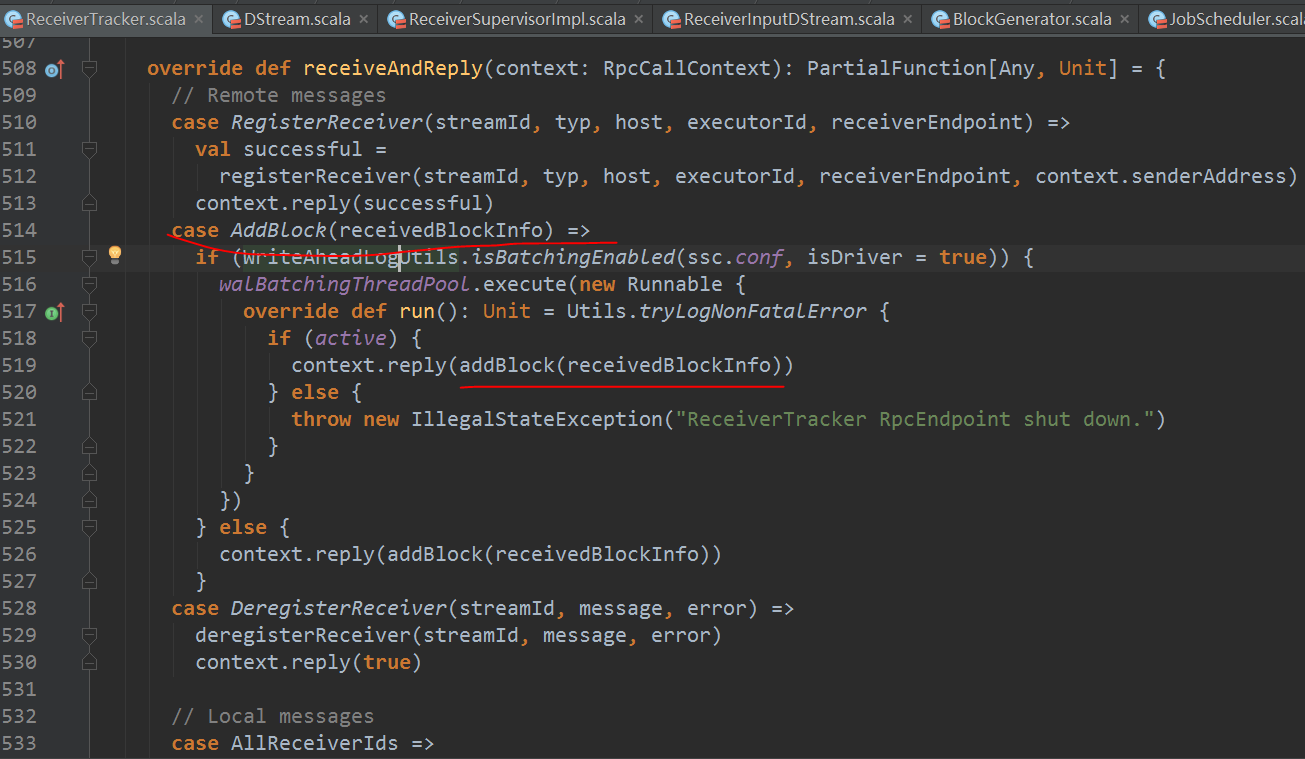 ReceiverTracker.scala × DStream.scala × ReceiverSupervisorImpl.scala × ReceiverInputDStream.scala × BlockGenerator.scala × JobScheduler.scal
507
508 override def receiveAndReply(context: RpcCallContext): PartialFunction[Any, Unit] = {
509 // Remote messages
510 case RegisterReceiver(streamId, typ, host, executorId, receiverEndpoint) =>
511 val successful =
512 registerReceiver(streamId, typ, host, executorId, receiverEndpoint, context.senderAddress)
513 context.reply(successful)
514 case AddBlock(receivedBlockInfo) =>
515 if (WriteAheadLogUtils.isBatchingEnabled(ssc.conf, isDriver = true)) {
516 walBatchingThreadPool.execute(new Runnable {
517 override def run(): Unit = Utils.tryLogNonFatalError {
518 if (active) {
519 context.reply(addBlock(receivedBlockInfo))
520 } else {
521 throw new IllegalStateException("ReceiverTracker RpcEndpoint shut down.")
522 }
523 }
524 })
525 } else {
526 context.reply(addBlock(receivedBlockInfo))
527 }
528 case DeregisterReceiver(streamId, message, error) =>
529 deregisterReceiver(streamId, message, error)
530 context.reply(true)
531
532 // Local messages
533 case AllReceiverIds =>